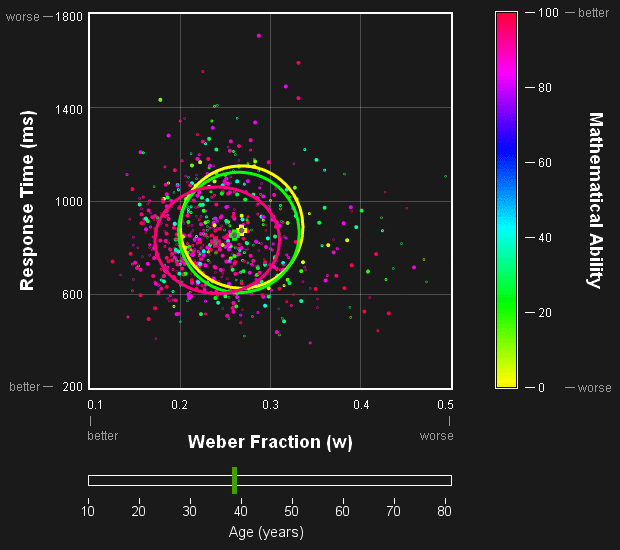 worse
1800
1400
1000
600
better
200
Response Time (ms)
0.1
0.2
0.3
0.4
0.5
better
worse
Weber Fraction (w)
10
20
30
40
50
60
70
80
Age (years)
100
better
80
60
40
20
0
worse
Mathematical Ability